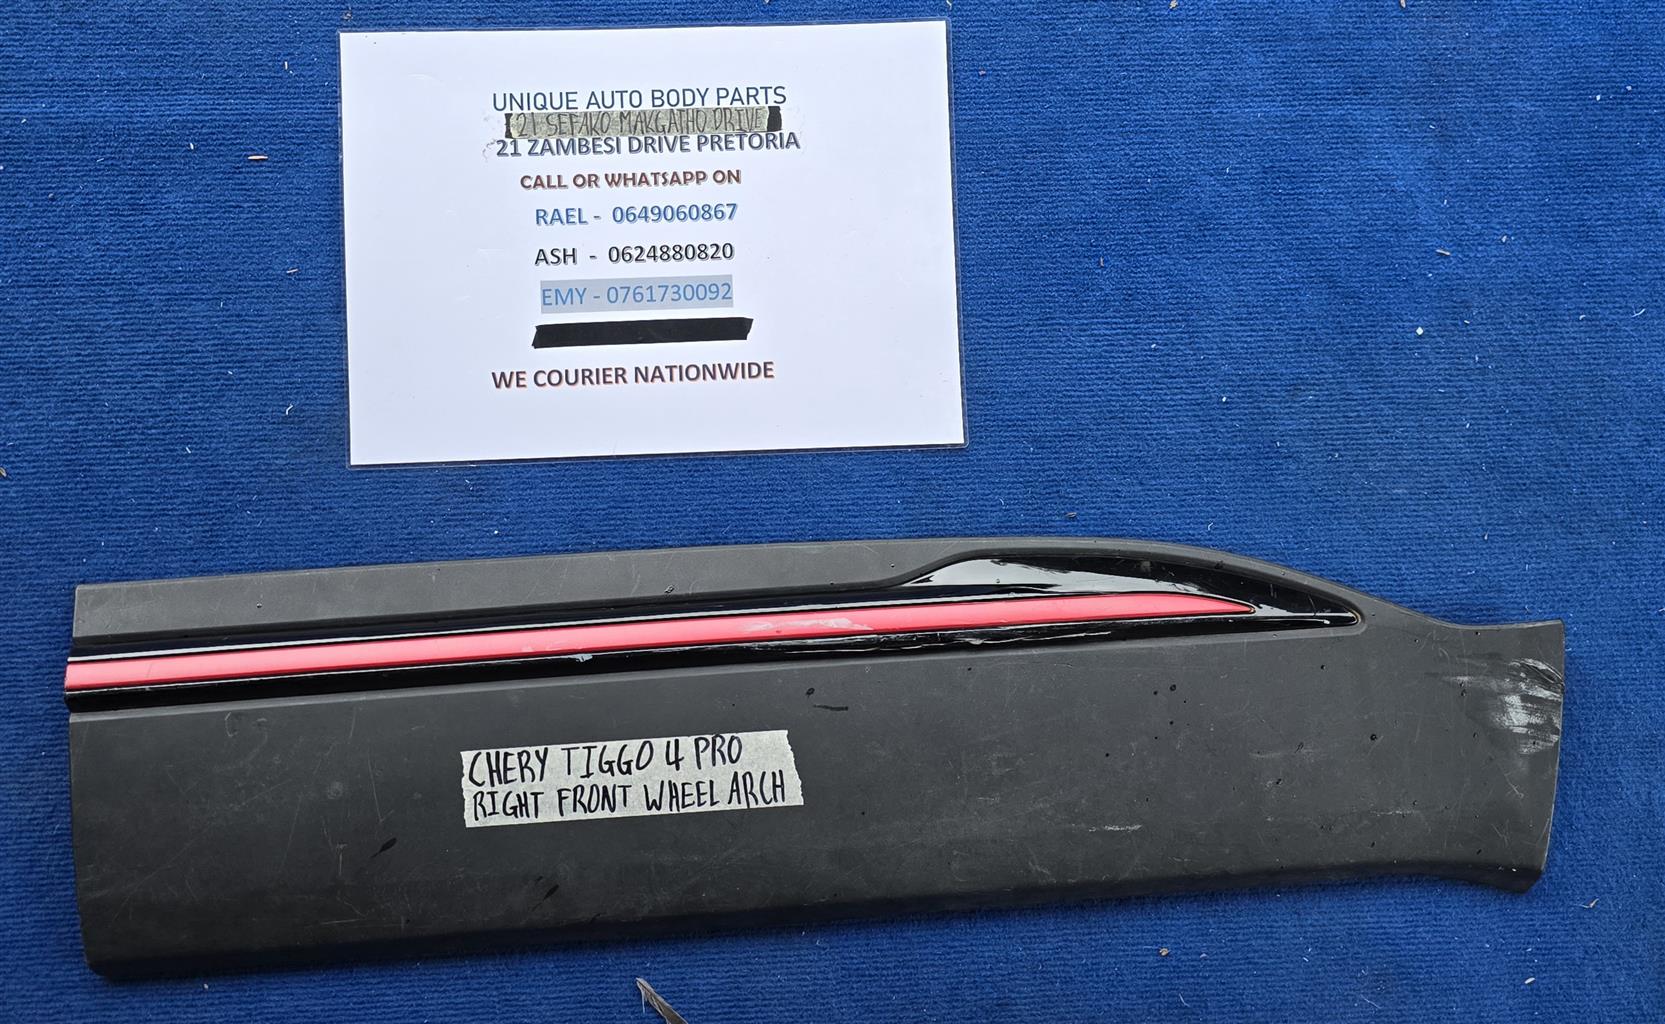 UNIQUE AUTO BODY PARTS
21 SEFAKO MAKGATHO DRIVE
21 ZAMBESI DRIVE PRETORIA
CALL OR WHATSAPP ON
RAEL - 0649060867
ASH - 0624880820
EMY - 0761730092
WE COURIER NATIONWIDE
CHERY TIGGO 4 PRO
RIGHT FRONT WHEEL ARCH